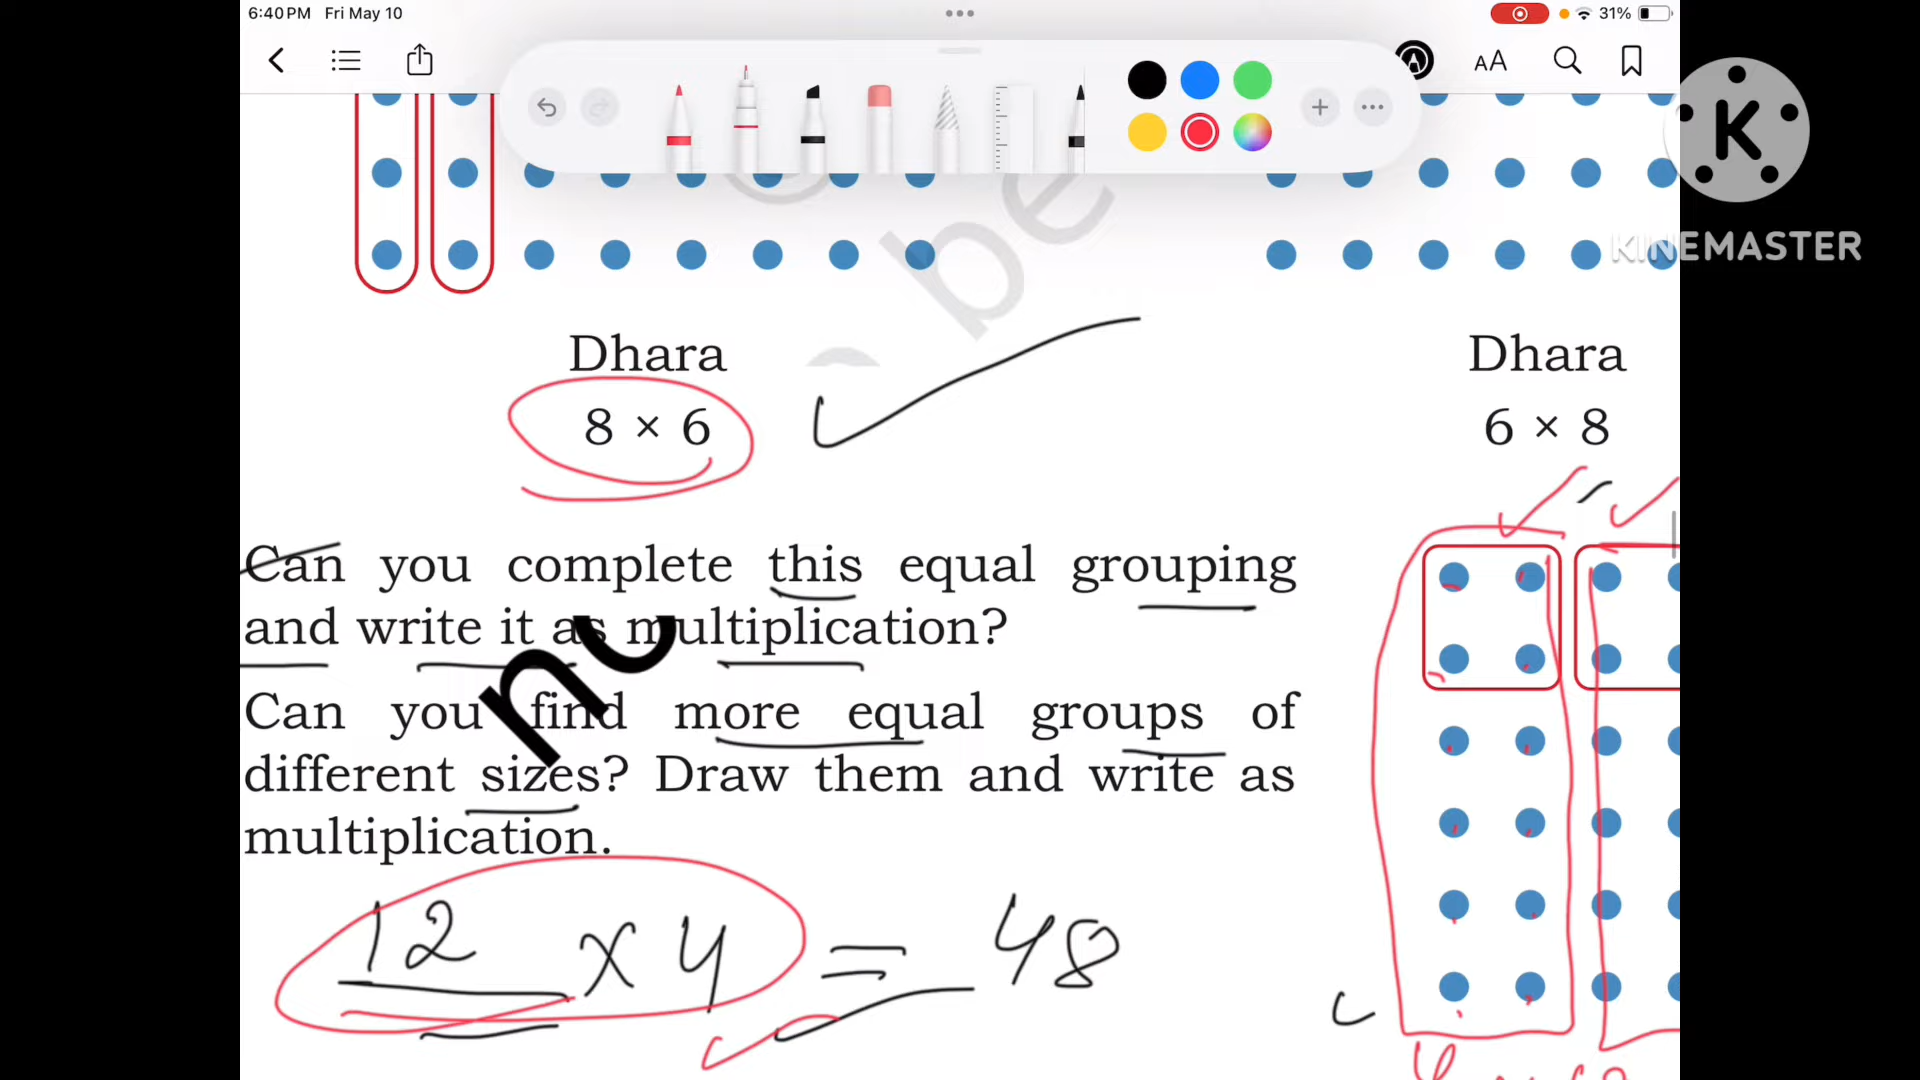 6:40 PM Fri May 10
31%
AA
K
KINEMASTER
be
Dhara
8 × 6
Dhara
6 × 8
Can you complete this equal grouping
and write it as multiplication?
no
Can you find more equal groups of
different sizes? Draw them and write as
multiplication.
12 x 4 = 48